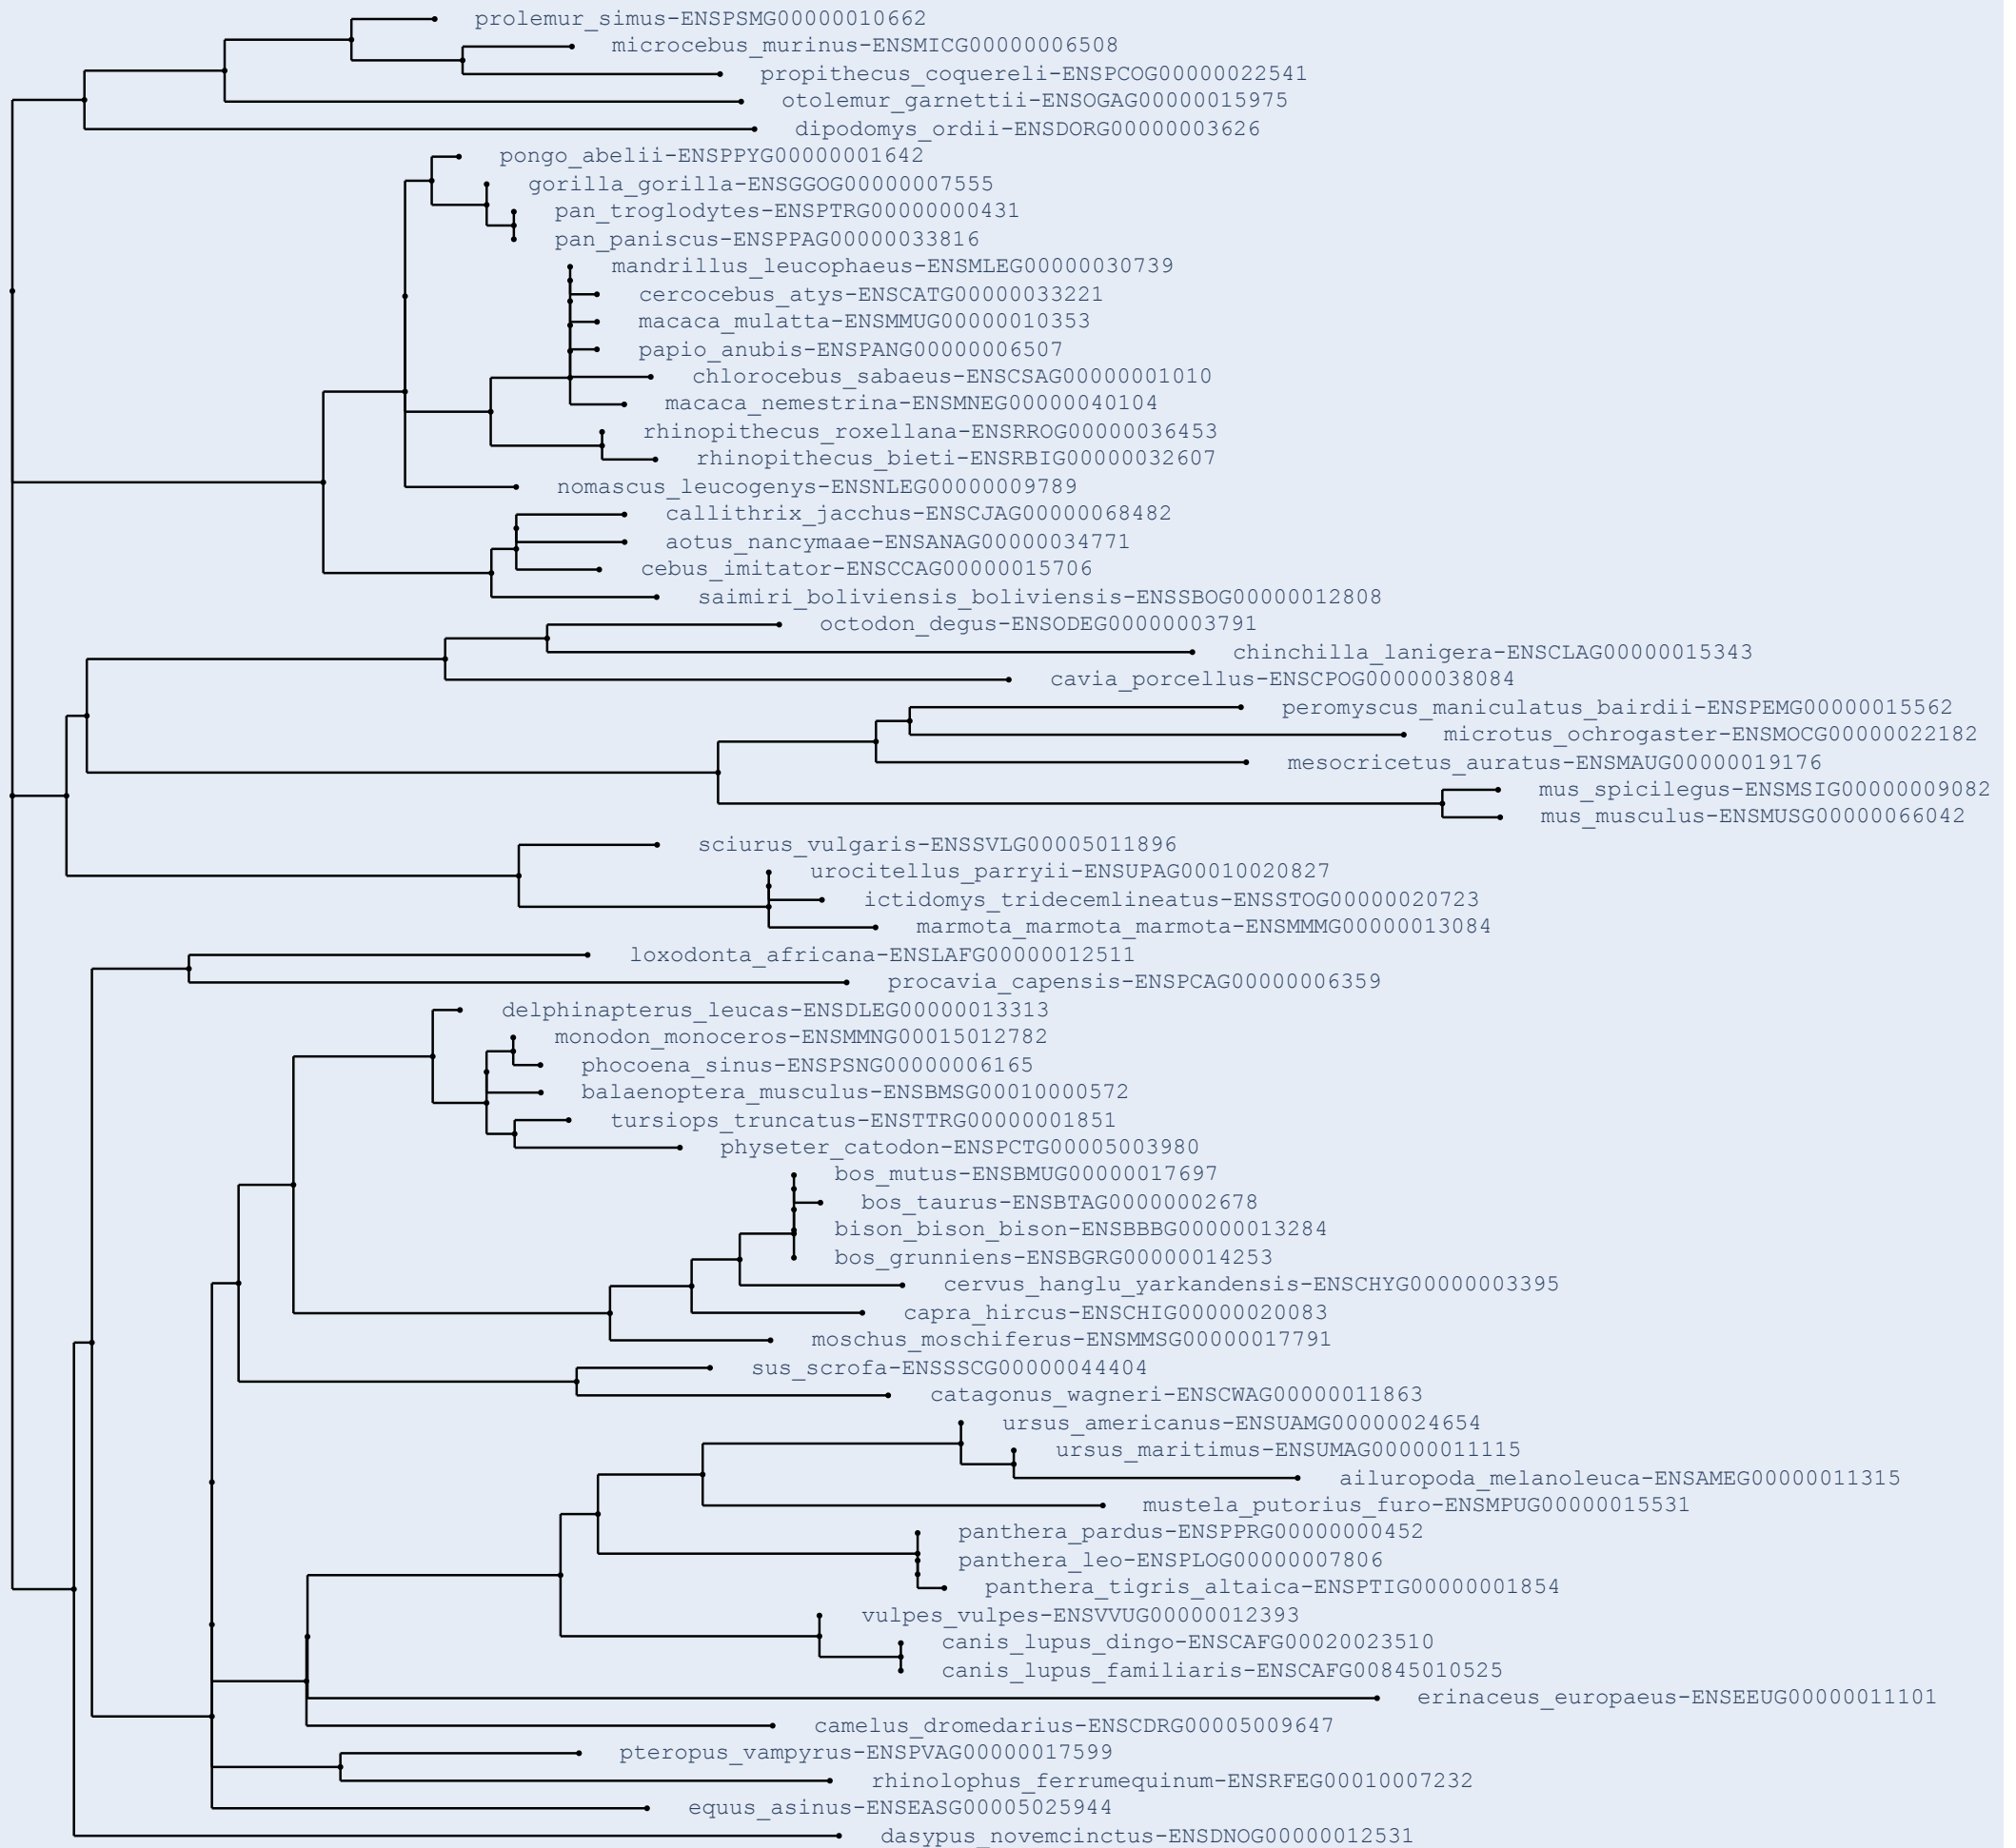 prolemur_simus-ENSPSMG00000010662
microcebus_murinus-ENSMICG00000006508
propithecus_coquereli-ENSPCOG00000022541
otolemur_garnettii-ENSOGAG00000015975
dipodomys_ordii-ENSDORG00000003626
pongo_abelii-ENSPPYG00000001642
gorilla_gorilla-ENSGGOG00000007555
pan_troglodytes-ENSPTRG00000000431
pan_paniscus-ENSPPAG00000033816
mandrillus_leucophaeus-ENSMLEG00000030739
cercocebus_atys-ENSCATG00000033221
macaca_mulatta-ENSMMUG00000010353
papio_anubis-ENSPANG00000006507
chlorocebus_sabaeus-ENSCSAG00000001010
macaca_nemestrina-ENSMNEG00000040104
rhinopithecus_roxellana-ENSRROG00000036453
rhinopithecus_bieti-ENSRBIG00000032607
nomascus_leucogenys-ENSNLEG00000009789
callithrix_jacchus-ENSCJAG00000068482
aotus_nancymaae-ENSANAG00000034771
cebus_imitator-ENSCCAG00000015706
saimiri_boliviensis_boliviensis-ENSSBOG00000012808
octodon_degus-ENSODEG00000003791
chinchilla_lanigera-ENSCLAG00000015343
cavia_porcellus-ENSCPOG00000038084
peromyscus_maniculatus_bairdii-ENSPEMG00000015562
microtus_ochrogaster-ENSMOCG00000022182
mesocricetus_auratus-ENSMAUG00000019176
mus_spicilegus-ENSMSIG00000009082
mus_musculus-ENSMUSG00000066042
sciurus_vulgaris-ENSSVLG00005011896
urocitellus_parryii-ENSUPAG00010020827
ictidomys_tridecemlineatus-ENSSTOG00000020723
marmota_marmota_marmota-ENSMMMG00000013084
loxodonta_africana-ENSLAFG00000012511
procavia_capensis-ENSPCAG00000006359
delphinapterus_leucas-ENSDLEG00000013313
monodon_monoceros-ENSMMNG00015012782
phocoena_sinus-ENSPSNG00000006165
balaenoptera_musculus-ENSBMSG00010000572
tursiops_truncatus-ENSTTRG00000001851
physeter_catodon-ENSPCTG00005003980
bos_mutus-ENSBMUG00000017697
bos_taurus-ENSBTAG00000002678
bison_bison_bison-ENSBBBG00000013284
bos_grunniens-ENSBGRG00000014253
cervus_hanglu_yarkandensis-ENSCHYG00000003395
capra_hircus-ENSCHIG00000020083
moschus_moschiferus-ENSMMSG00000017791
sus_scrofa-ENSSSCG00000044404
catagonus_wagneri-ENSCWAG00000011863
ursus_americanus-ENSUAMG00000024654
ursus_maritimus-ENSUMAG00000011115
ailuropoda_melanoleuca-ENSAMEG00000011315
mustela_putorius_furo-ENSMPUG00000015531
panthera_pardus-ENSPPRG00000000452
panthera_leo-ENSPLOG00000007806
panthera_tigris_altaica-ENSPTIG00000001854
vulpes_vulpes-ENSVVUG00000012393
canis_lupus_dingo-ENSCAFG00020023510
canis_lupus_familiaris-ENSCAFG00845010525
erinaceus_europaeus-ENSEEUG00000011101
camelus_dromedarius-ENSCDRG00005009647
pteropus_vampyrus-ENSPVAG00000017599
rhinolophus_ferrumequinum-ENSRFEG00010007232
equus_asinus-ENSEASG00005025944
dasypus_novemcinctus-ENSDNOG00000012531